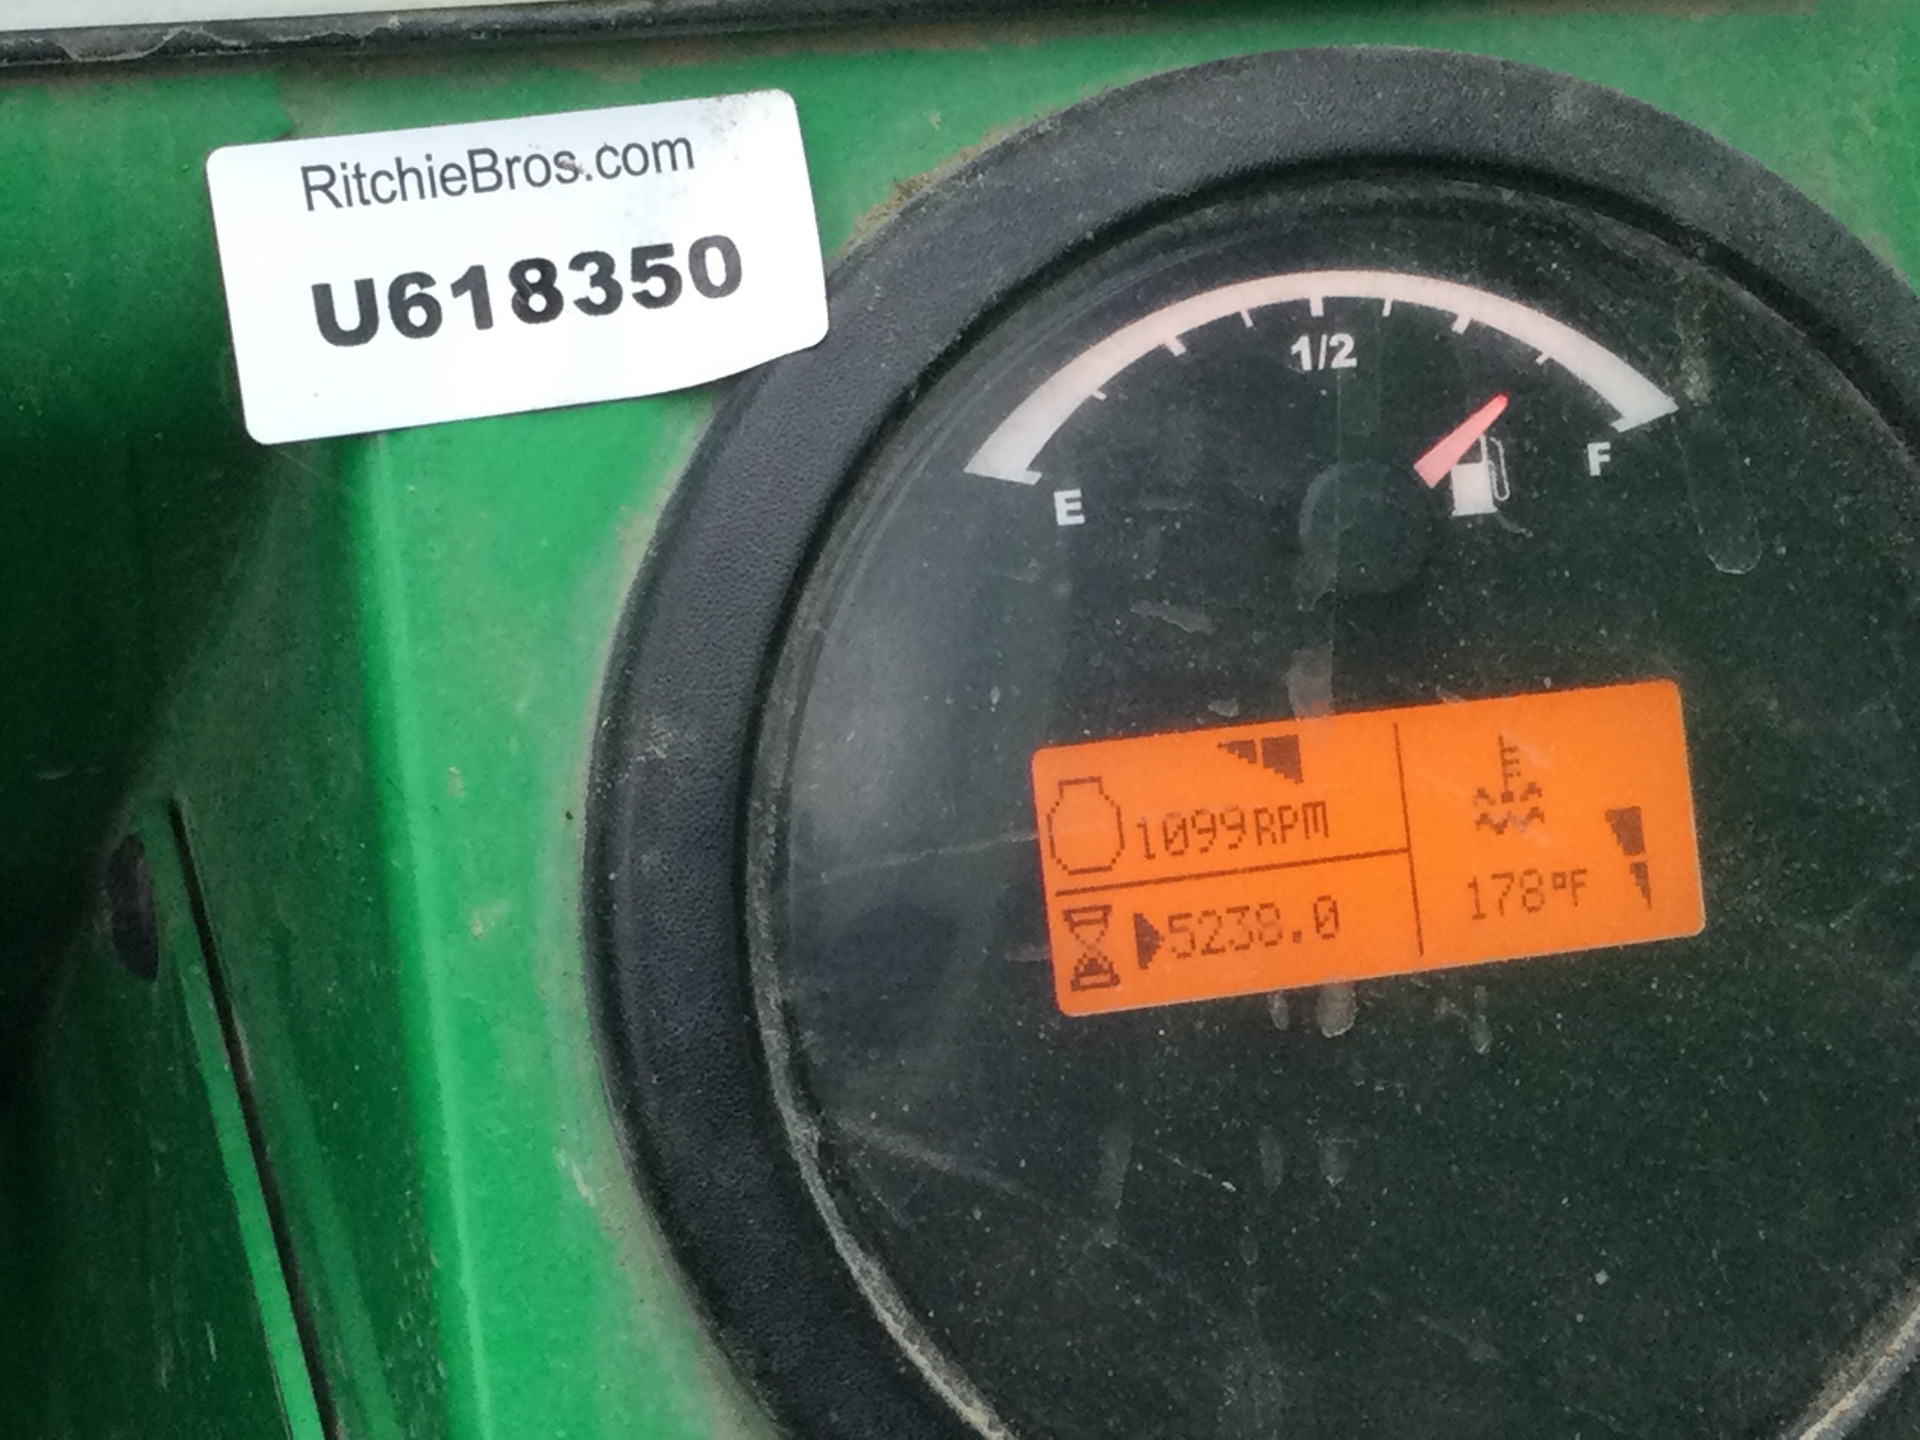 RitchieBros.com
U618350
1/2
E
F
1099RPM
5238.0
178°F